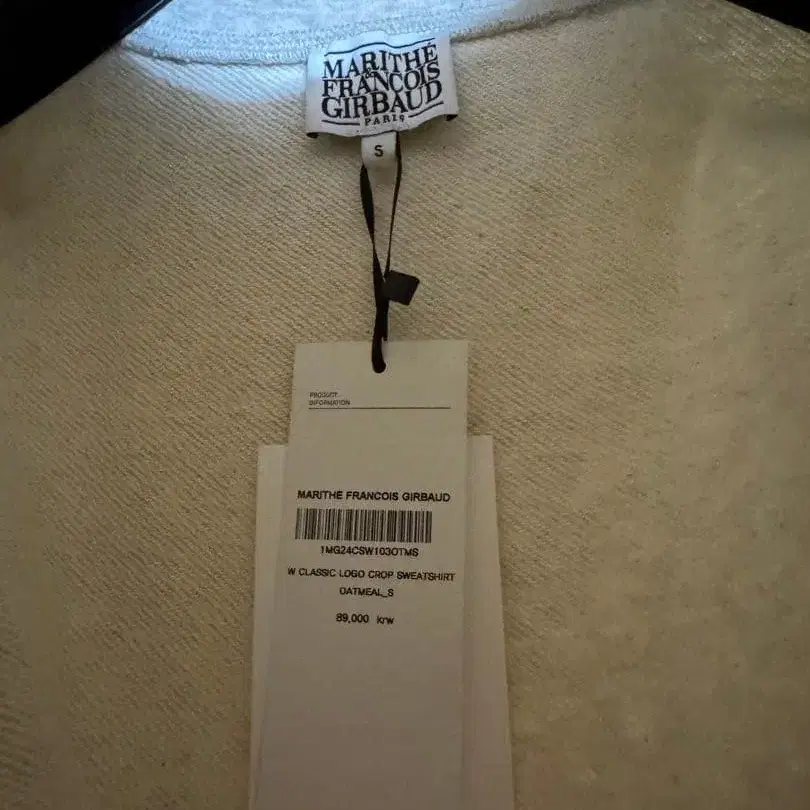 MARITHÉ
&
FRANCOIS
GIRBAUD
PARIS
S
PRODUCT
INFORMATION
MARITHE FRANCOIS GIRBAUD
1MG24CSW103OTMS
W CLASSIC LOGO CROP SWEATSHIRT
OATMEAL_S
89,000 krw